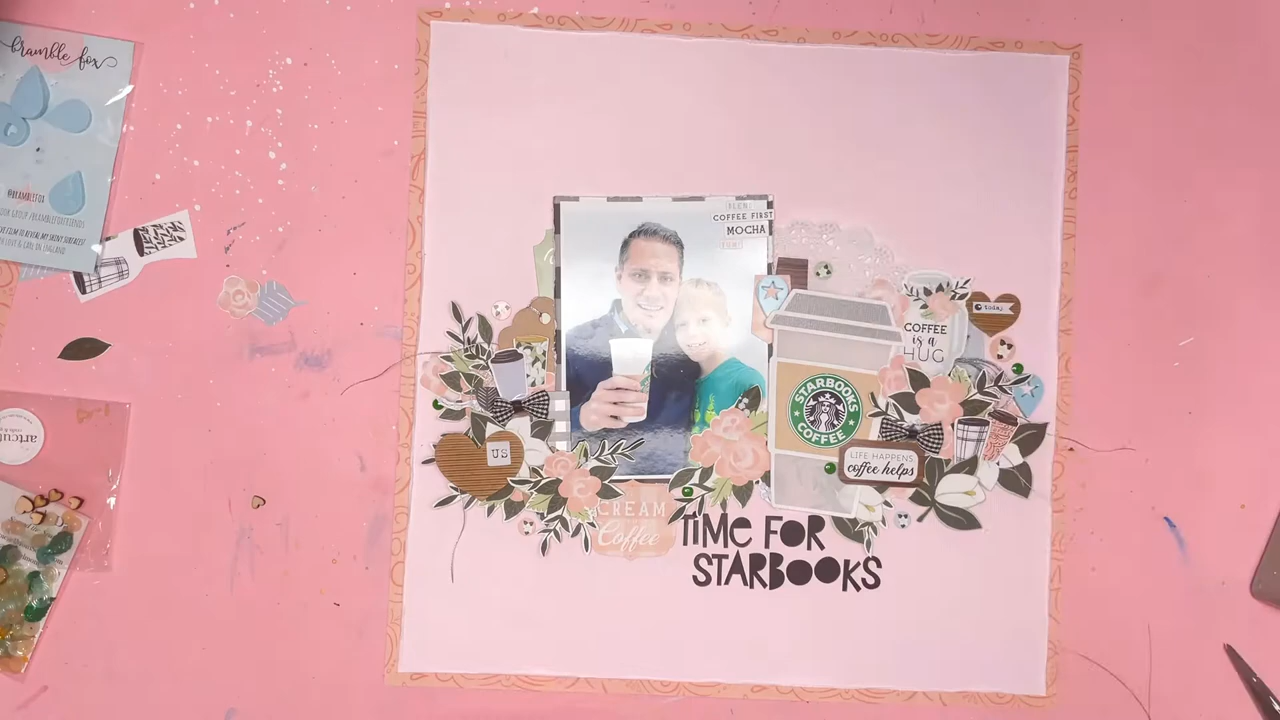 bramble fox
@BRAMBLEFOX
COFFEE FIRST
MOCHA
today
COFFEE
is a
HUG
STARBOOKS
COFFEE
LIFE HAPPENS
coffee helps
US
CREAM
Coffee
TIME FOR
STARBOOKS